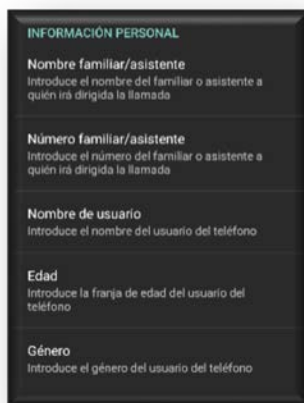 INFORMACIÓN PERSONAL
Nombre familiar/asistente
Introduce el nombre del familiar o asistente a
quién irá dirigida la llamada
Número familiar/asistente
Introduce el número del familiar o asistente a
quién irá dirigida la llamada
Nombre de usuario
Introduce el nombre del usuario del teléfono
Edad
Introduce la franja de edad del usuario del
teléfono
Género
Introduce el género del usuario del teléfono